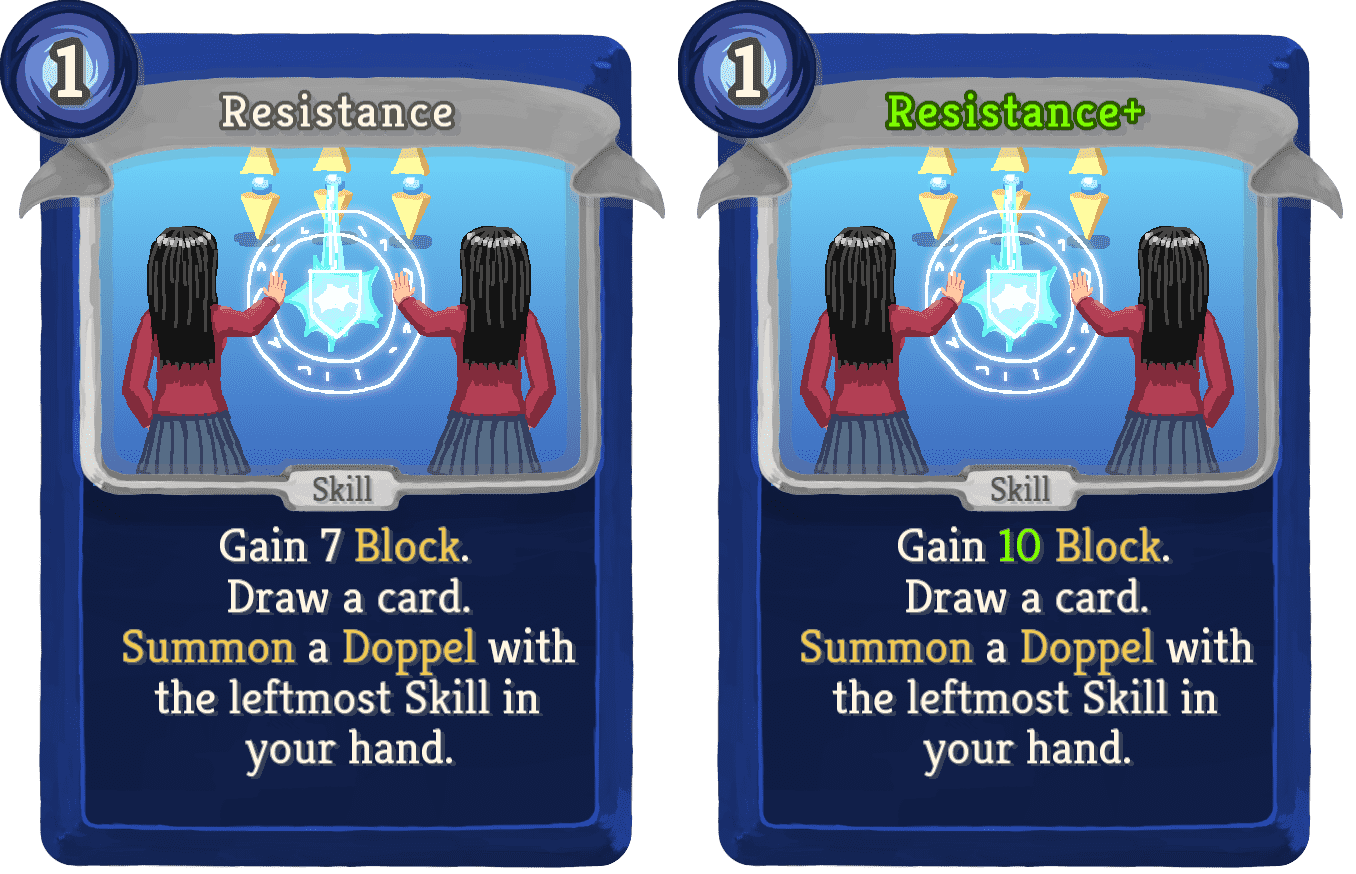 1
Resistance
Skill
Gain 7 Block.
Draw a card.
Summon a Doppel with
the leftmost Skill in
your hand.
1
Resistance+
Skill
Gain 10 Block.
Draw a card.
Summon a Doppel with
the leftmost Skill in
your hand.